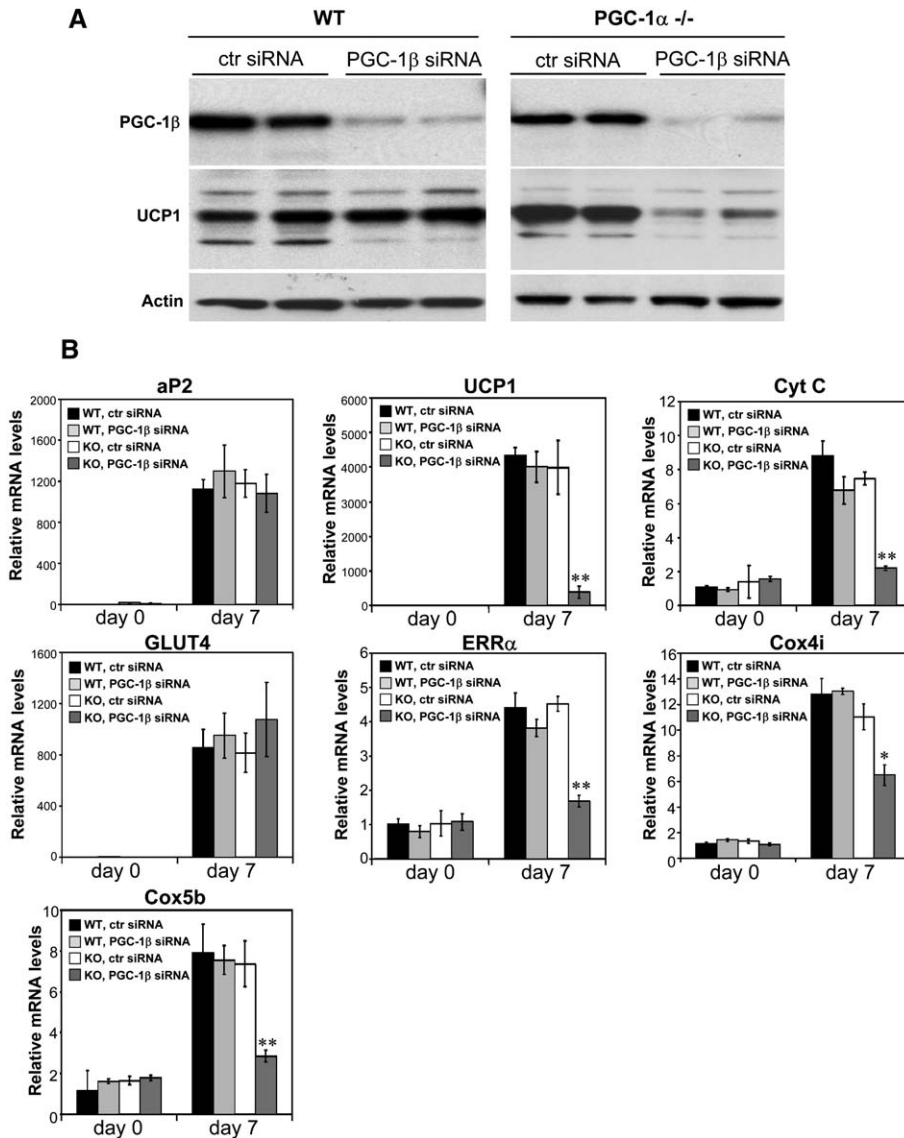 A
WT
PGC-1α -/-
ctr siRNA
PGC-1β siRNA
ctr siRNA
PGC-1β siRNA
PGC-1β
UCP1
Actin
B
aP2
Relative mRNA levels
2000
1600
1200
800
400
0
WT, ctr siRNA
WT, PGC-1β siRNA
KO, ctr siRNA
KO, PGC-1β siRNA
day 0
day 7
UCP1
Relative mRNA levels
6000
5000
4000
3000
2000
1000
0
WT, ctr siRNA
WT, PGC-1β siRNA
KO, ctr siRNA
KO, PGC-1β siRNA
**
day 0
day 7
Cyt C
Relative mRNA levels
12
10
8
6
4
2
0
WT, ctr siRNA
WT, PGC-1β siRNA
KO, ctr siRNA
KO, PGC-1β siRNA
**
day 0
day 7
GLUT4
Relative mRNA levels
1600
1200
800
400
0
WT, ctr siRNA
WT, PGC-1β siRNA
KO, ctr siRNA
KO, PGC-1β siRNA
day 0
day 7
ERRα
Relative mRNA levels
6
5
4
3
2
1
0
WT, ctr siRNA
WT, PGC-1β siRNA
KO, ctr siRNA
KO, PGC-1β siRNA
**
day 0
day 7
Cox4i
Relative mRNA levels
16
14
12
10
8
6
4
2
0
WT, ctr siRNA
WT, PGC-1β siRNA
KO, ctr siRNA
KO, PGC-1β siRNA
*
day 0
day 7
Cox5b
Relative mRNA levels
10
8
6
4
2
0
WT, ctr siRNA
WT, PGC-1β siRNA
KO, ctr siRNA
KO, PGC-1β siRNA
**
day 0
day 7